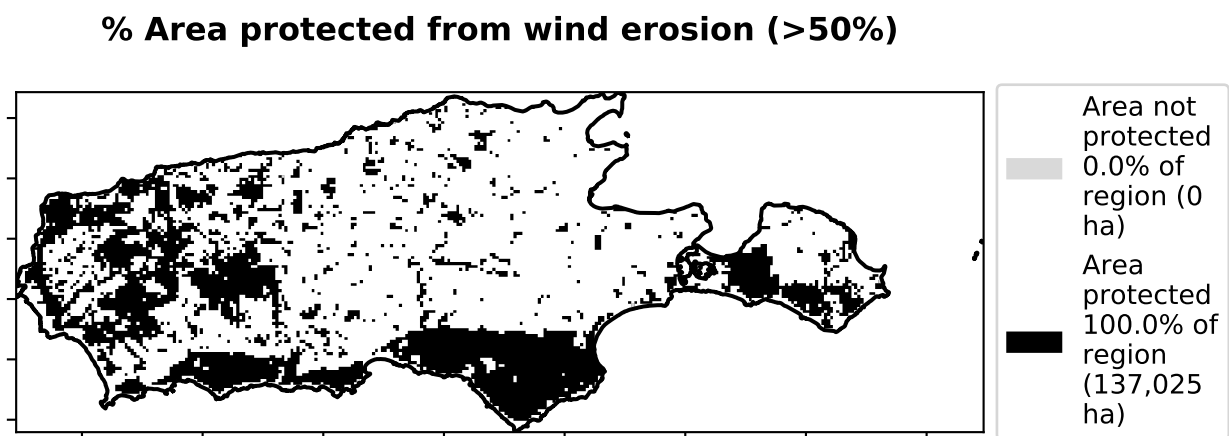 % Area protected from wind erosion (>50%)
Area not
protected
0.0% of
region (0
ha)
Area
protected
100.0% of
region
(137,025
ha)